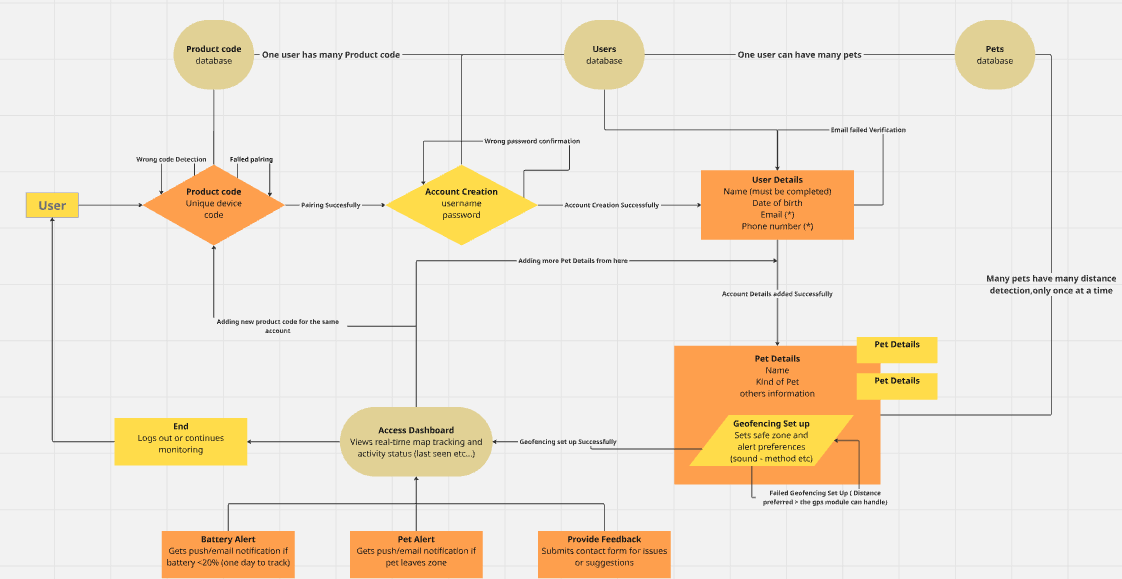 Product code
database
One user has many Product code
Users
database
One user can have many pets
Pets
database
Email failed Verification
Wrong password confirmation
Wrong code Detection
Failed pairing
User
Product code
Unique device
code
Pairing Succesfully
Account Creation
username
password
Account Creation Successfully
User Details
Name (must be completed)
Date of birth
Email (*)
Phone number (*)
Adding more Pet Details from here
Many pets have many distance
detection,only once at a time
Account Details added Successfully
Adding new product code for the same
account
Pet Details
Name
Kind of Pet
others information
Pet Details
Pet Details
Geofencing Set up
Sets safe zone and
alert preferences
(sound - method etc)
Failed Geofencing Set Up ( Distance
preferred > the gps module can handle)
Geofencing set up Successfully
Access Dashboard
Views real-time map tracking and
activity status (last seen etc...)
End
Logs out or continues
monitoring
Battery Alert
Gets push/email notification if
battery <20% (one day to track)
Pet Alert
Gets push/email notification if
pet leaves zone
Provide Feedback
Submits contact form for issues
or suggestions